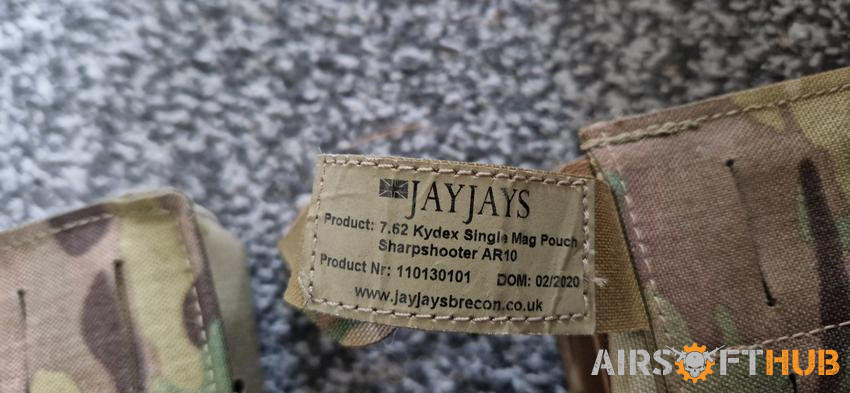 JAYJAYS
Product: 7.62 Kydex Single Mag Pouch
Sharpshooter AR10
Product Nr: 110130101 DOM: 02/2020
www.jayjaysbrecon.co.uk
AIRSOFTHUB